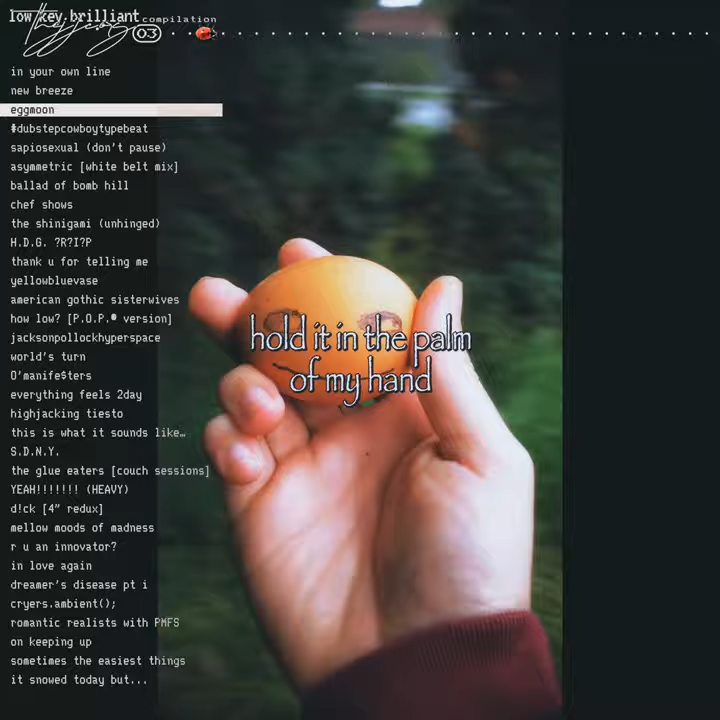 low key brilliant
compilation
03
in your own line
new breeze
eggmoon
#dubstepcowboytypebeat
sapiosexual (don't pause)
asymmetric [white belt mix]
ballad of bomb hill
chef shows
the shinigami (unhinged)
H.D.G. ?R?I?P
thank u for telling me
yellowbluevase
american gothic sisterwives
how low? [P.O.P.® version]
jacksonpollockhyperspace
world's turn
O'manife$ters
everything feels 2day
highjacking tiesto
this is what it sounds like…
S.D.N.Y.
the glue eaters [couch sessions]
YEAH!!!!!!! (HEAVY)
d!ck [4” redux]
mellow moods of madness
r u an innovator?
in love again
dreamer's disease pt i
cryers.ambient();
romantic realists with PMFS
on keeping up
sometimes the easiest things
it snowed today but...
hold it in the palm
of my hand